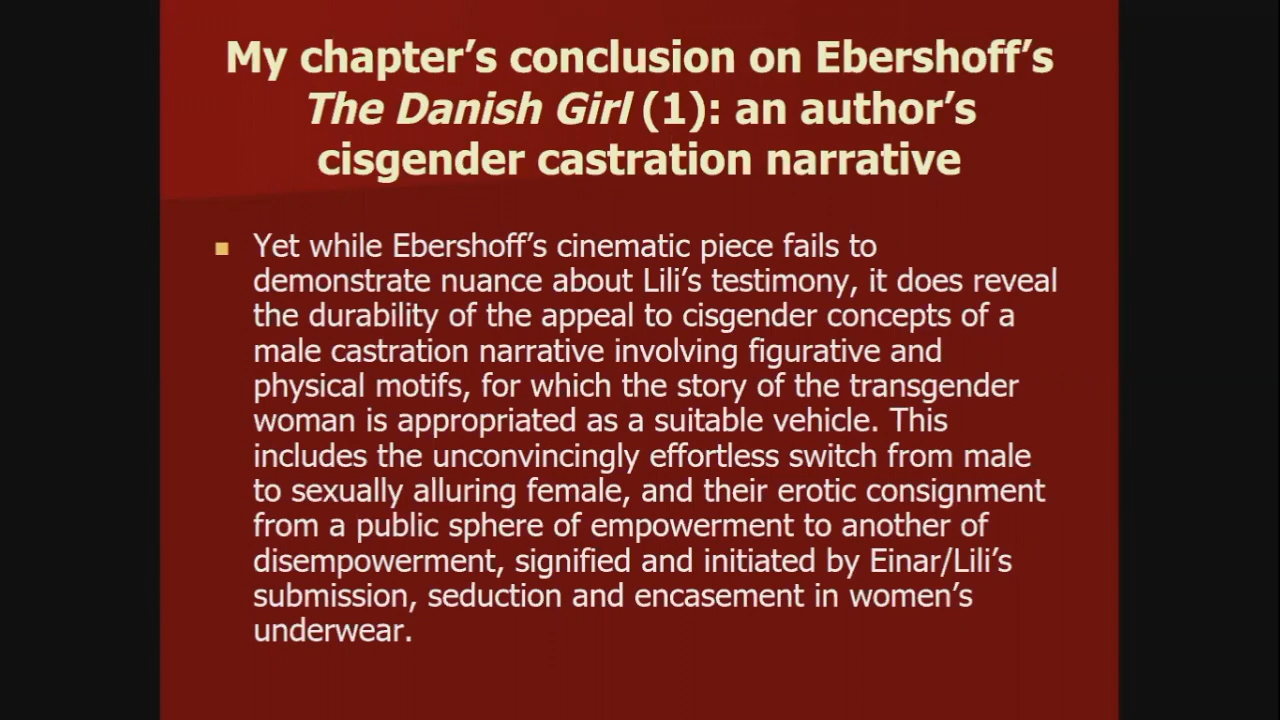 My chapter’s conclusion on Ebershoff’s
The Danish Girl (1): an author’s
cisgender castration narrative
Yet while Ebershoff’s cinematic piece fails to
demonstrate nuance about Lili’s testimony, it does reveal
the durability of the appeal to cisgender concepts of a
male castration narrative involving figurative and
physical motifs, for which the story of the transgender
woman is appropriated as a suitable vehicle. This
includes the unconvincingly effortless switch from male
to sexually alluring female, and their erotic consignment
from a public sphere of empowerment to another of
disempowerment, signified and initiated by Einar/Lili’s
submission, seduction and encasement in women’s
underwear.